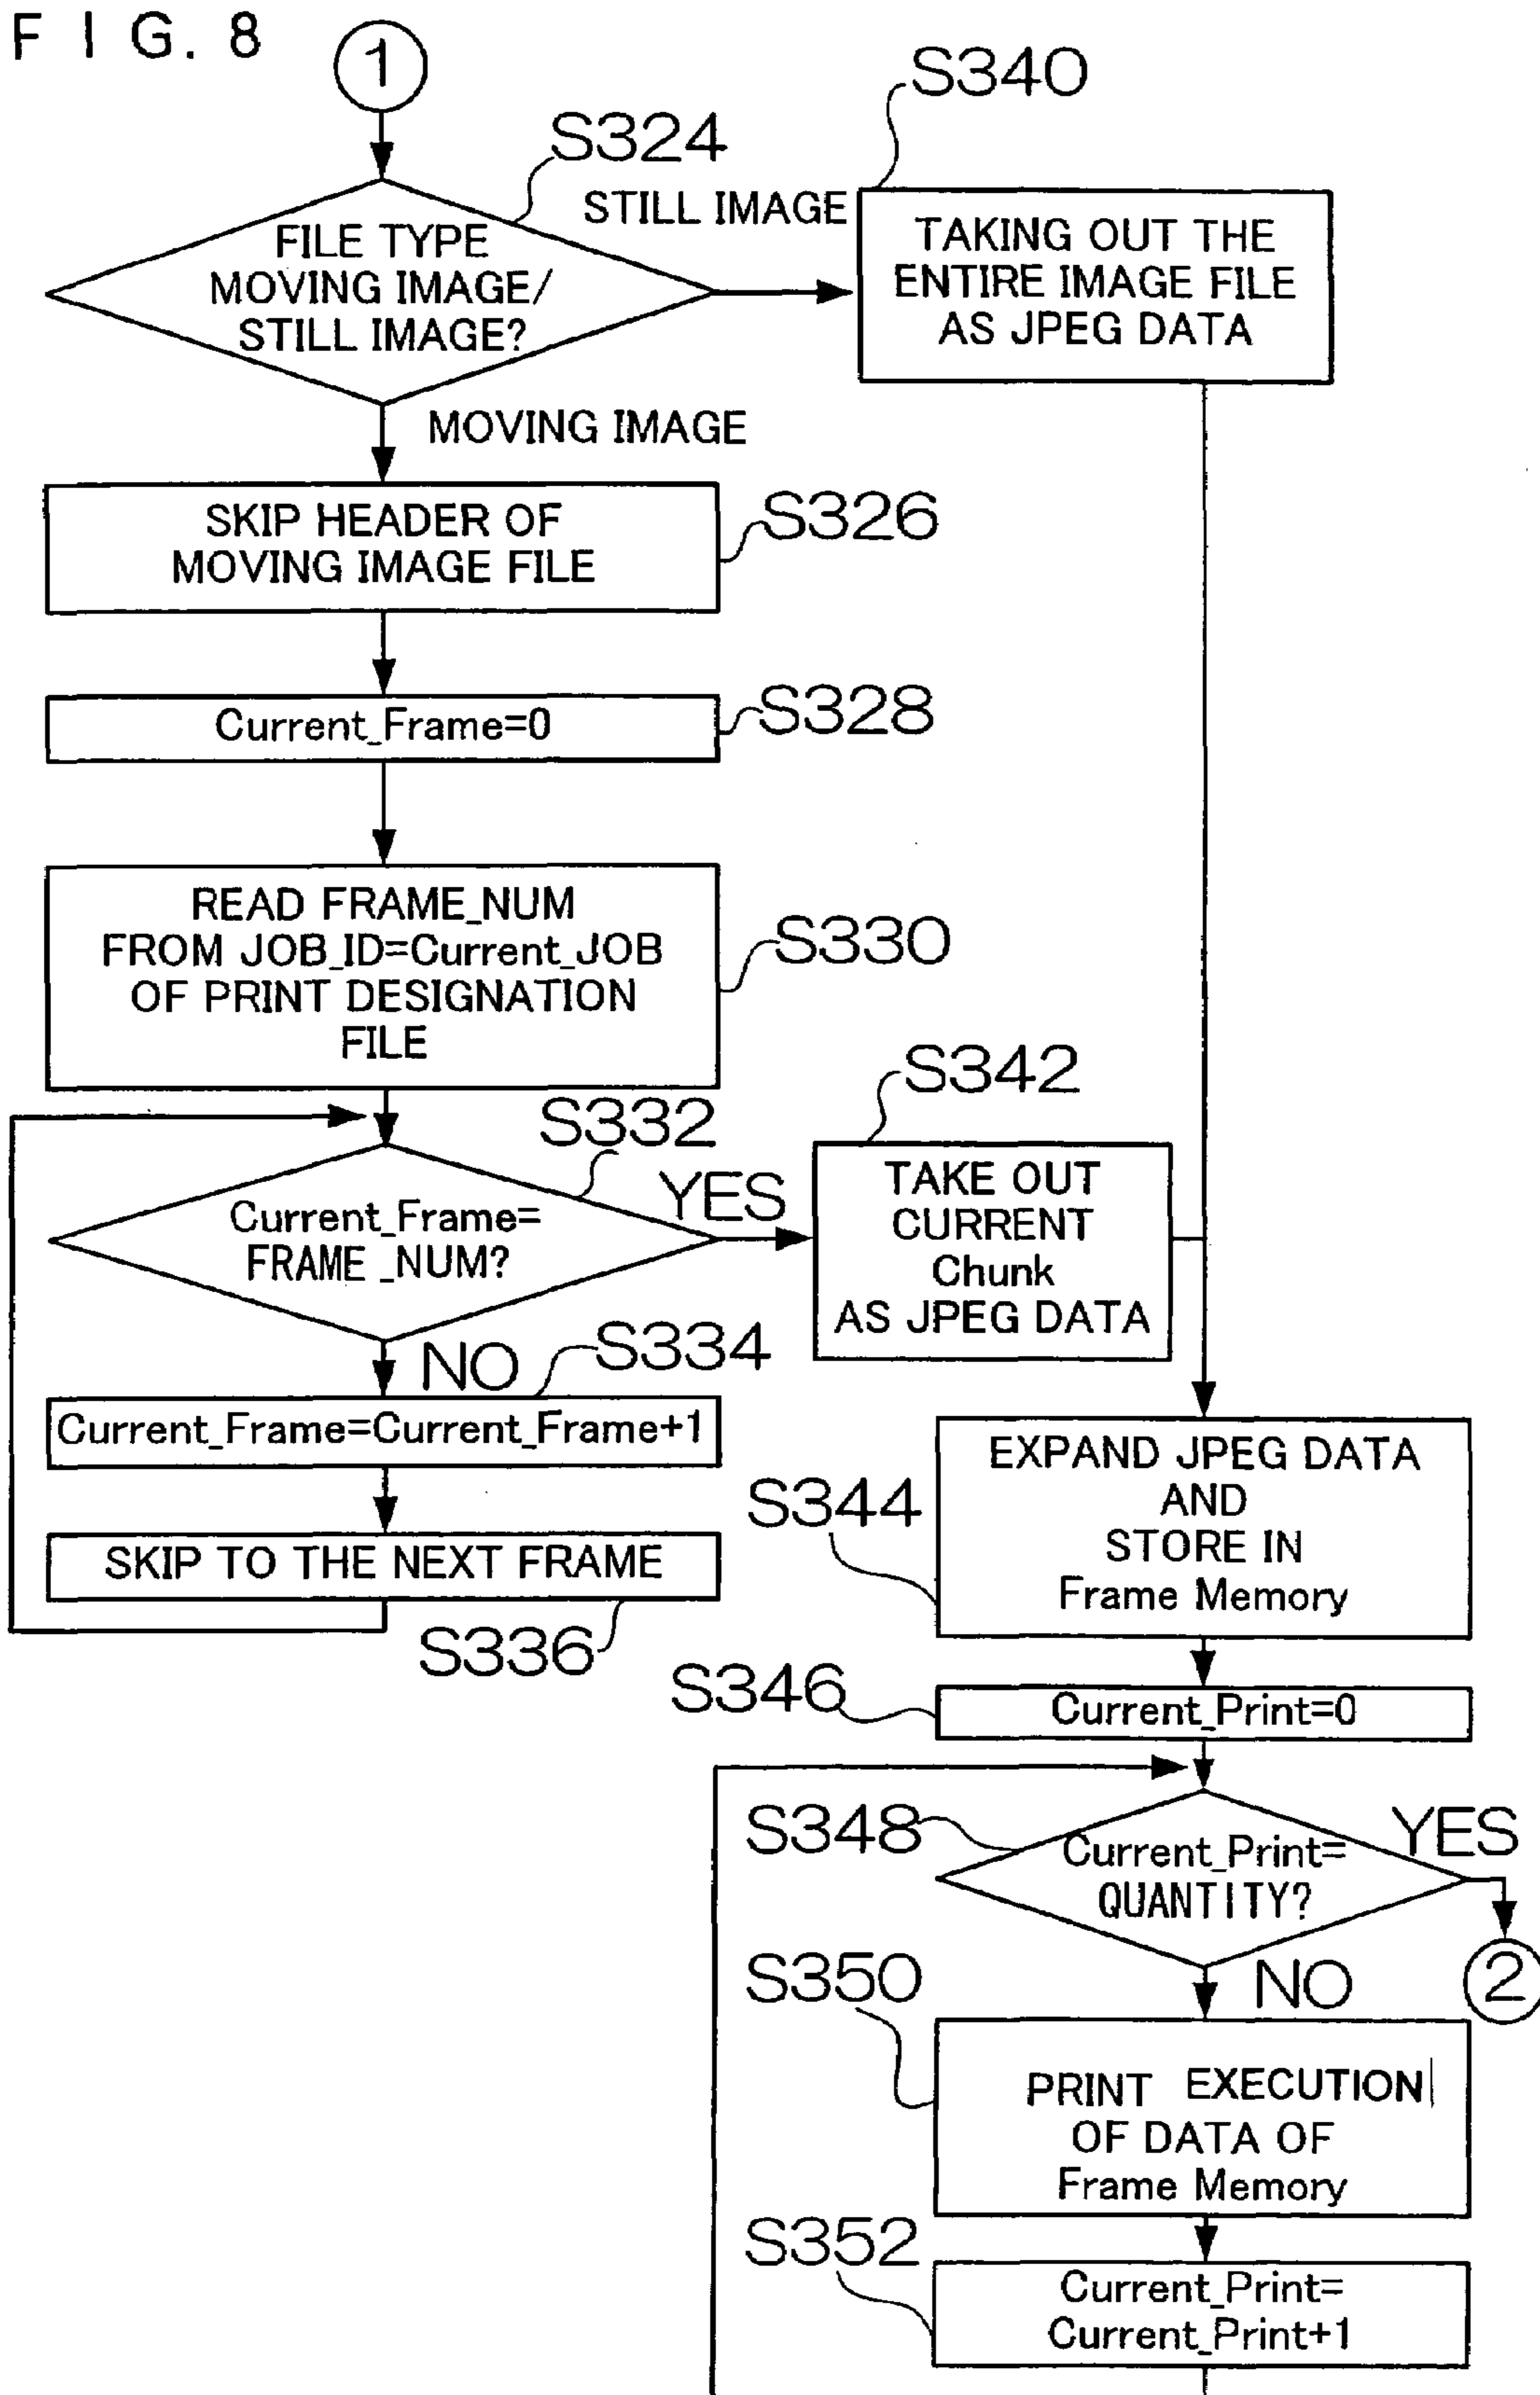 FIG. 8
1
S324
FILE TYPE
MOVING IMAGE/
STILL IMAGE?
STILL IMAGE
S340
TAKING OUT THE
ENTIRE IMAGE FILE
AS JPEG DATA
MOVING IMAGE
SKIP HEADER OF
MOVING IMAGE FILE
S326
Current_Frame=0
S328
READ FRAME_NUM
FROM JOB_ID=Current_JOB
OF PRINT DESIGNATION
FILE
S330
S332
Current_Frame=
FRAME_NUM?
YES
S342
TAKE OUT
CURRENT
Chunk
AS JPEG DATA
NO
S334
Current_Frame=Current_Frame+1
SKIP TO THE NEXT FRAME
S336
S344
EXPAND JPEG DATA
AND
STORE IN
Frame Memory
S346
Current_Print=0
S348
Current_Print=
QUANTITY?
YES
2
NO
S350
PRINT EXECUTION
OF DATA OF
Frame Memory
S352
Current_Print=
Current_Print+1